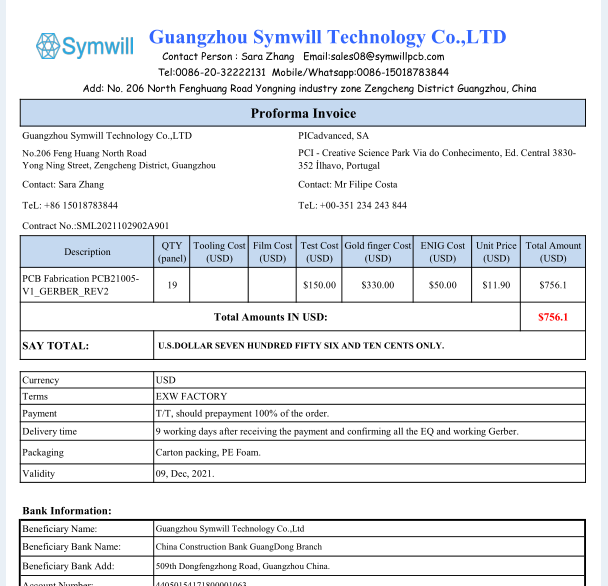 Symwill
Guangzhou Symwill Technology Co.,LTD
Contact Person : Sara Zhang Email:sales08@symwillpcb.com
Tel:0086-20-32222131 Mobile/Whatsapp:0086-15018783844
Add: No. 206 North Fenghuang Road Yongning industry zone Zengcheng District Guangzhou, China
Proforma Invoice
Guangzhou Symwill Technology Co.,LTD
PICadvanced, SA
No.206 Feng Huang North Road
Yong Ning Street, Zengcheng District, Guangzhou
PCI - Creative Science Park Via do Conhecimento, Ed. Central 3830-
352 Ílhavo, Portugal
Contact: Sara Zhang
Contact: Mr Filipe Costa
TeL: +86 15018783844
TeL: +00-351 234 243 844
Contract No.:SML2021102902A901
Description QTY (panel) Tooling Cost (USD) Film Cost (USD) Test Cost (USD) Gold finger Cost (USD) ENIG Cost (USD) Unit Price (USD) Total Amount (USD)
PCB Fabrication PCB21005-
V1_GERBER_REV2
19 $150.00 $330.00 $50.00 $11.90 $756.1
Total Amounts IN USD: $756.1
SAY TOTAL: U.S.DOLLAR SEVEN HUNDRED FIFTY SIX AND TEN CENTS ONLY.
Currency USD
Terms EXW FACTORY
Payment T/T, should prepayment 100% of the order.
Delivery time 9 working days after receiving the payment and confirming all the EQ and working Gerber.
Packaging Carton packing, PE Foam.
Validity 09, Dec, 2021.
Bank Information:
Beneficiary Name: Guangzhou Symwill Technology Co.,Ltd
Beneficiary Bank Name: China Construction Bank GuangDong Branch
Beneficiary Bank Add: 509th Dongfengzhong Road, Guangzhou China.
Account Number: